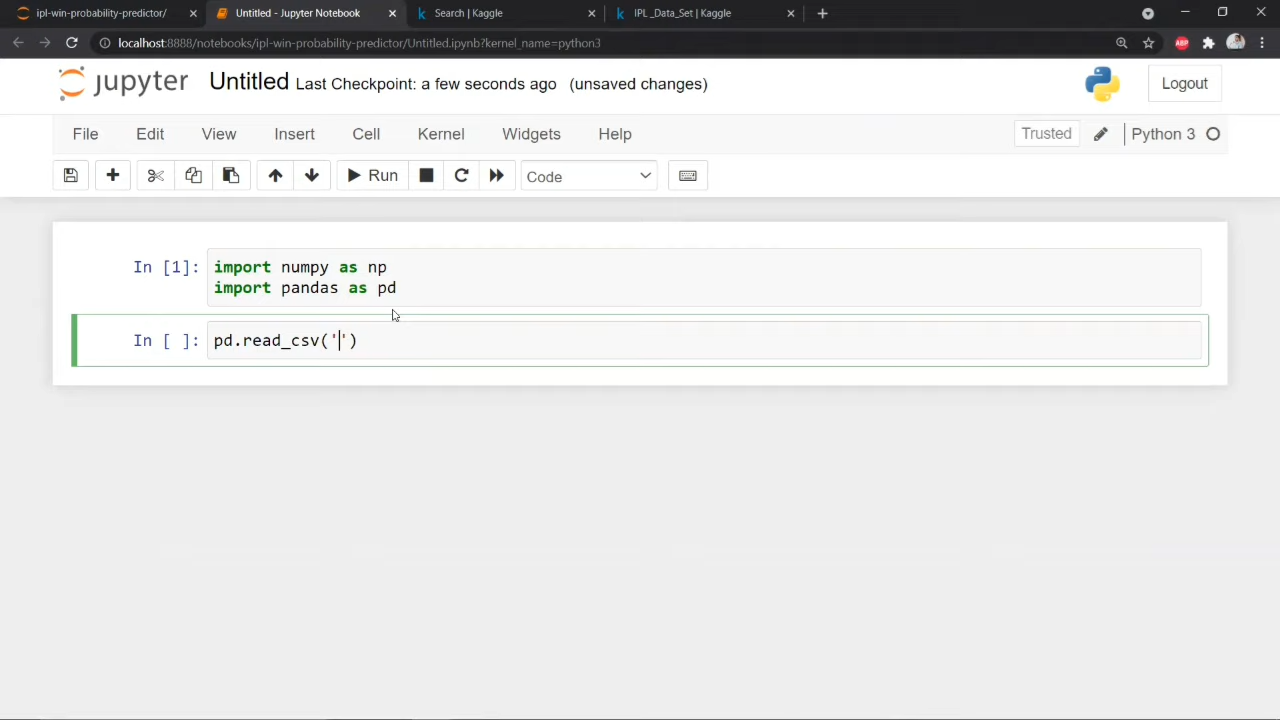 ipl-win-probability-predictor/
Untitled - Jupyter Notebook
Search | Kaggle
IPL _Data_Set | Kaggle
localhost:8888/notebooks/ipl-win-probability-predictor/Untitled.ipynb?kernel_name=python3
ABP
jupyter Untitled Last Checkpoint: a few seconds ago (unsaved changes)
Logout
File Edit View Insert Cell Kernel Widgets Help
Trusted Python 3
Run Code
In [1]: import numpy as np
import pandas as pd
In [ ]: pd.read_csv('')